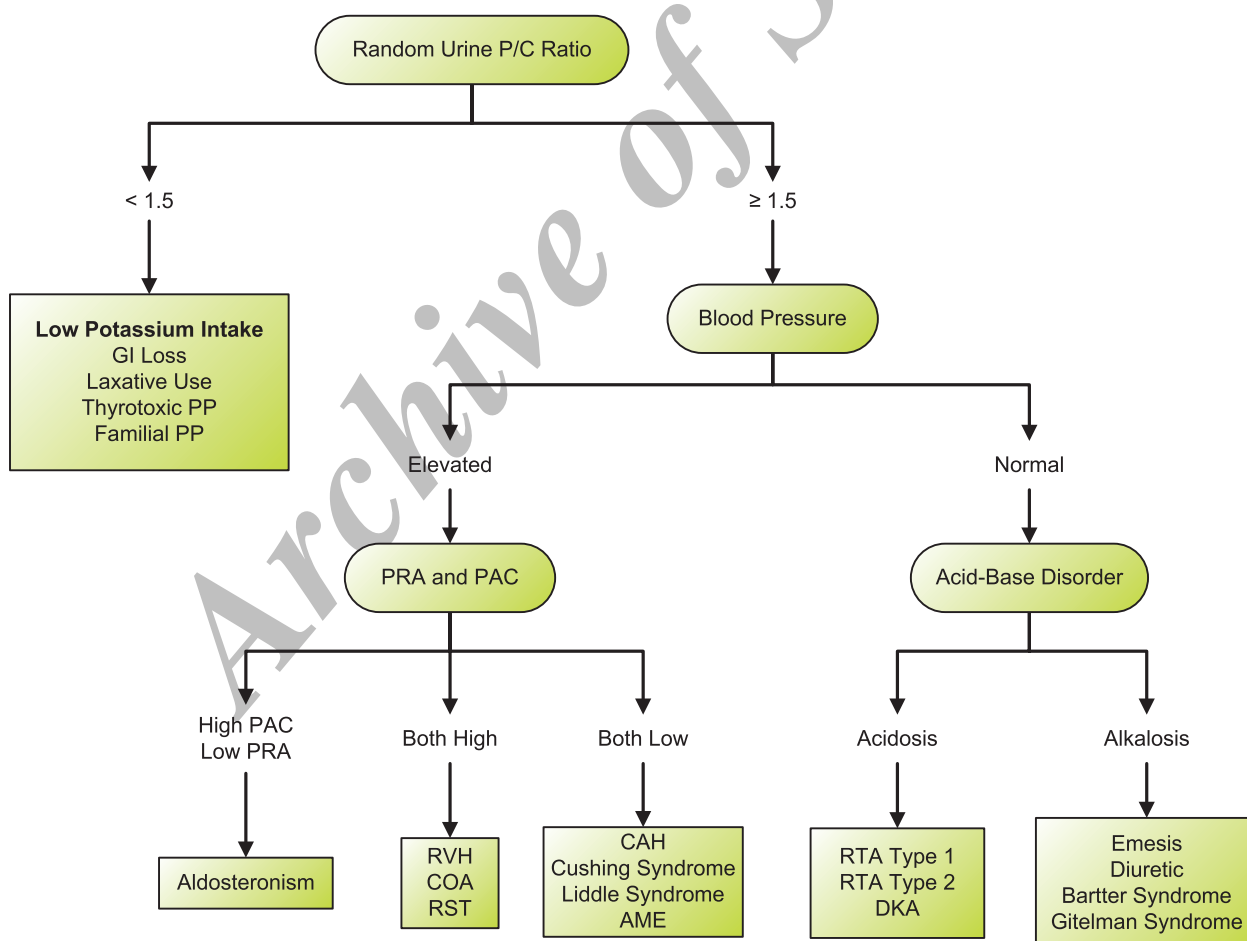 Random Urine P/C Ratio
< 1.5
≥ 1.5
Low Potassium Intake
GI Loss
Laxative Use
Thyrotoxic PP
Familial PP
Blood Pressure
Elevated
Normal
PRA and PAC
Acid-Base Disorder
High PAC
Low PRA
Both High
Both Low
Acidosis
Alkalosis
Aldosteronism
RVH
COA
RST
CAH
Cushing Syndrome
Liddle Syndrome
AME
RTA Type 1
RTA Type 2
DKA
Emesis
Diuretic
Bartter Syndrome
Gitelman Syndrome
Archive of